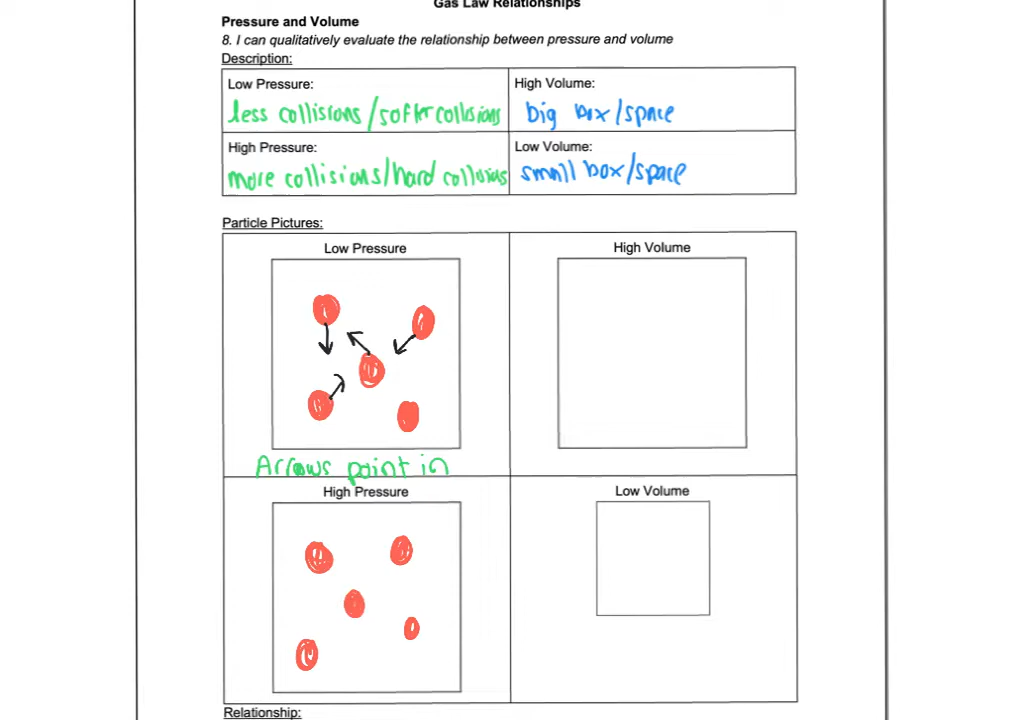 Gas Law Relationships
Pressure and Volume
8. I can qualitatively evaluate the relationship between pressure and volume
Description:
Low Pressure:
less collisions/softer collisions
High Volume:
big box/space
High Pressure:
more collisions/hard collisions
Low Volume:
small box/space
Particle Pictures:
Low Pressure
High Volume
Arrows point in
High Pressure
Low Volume
Relationship: